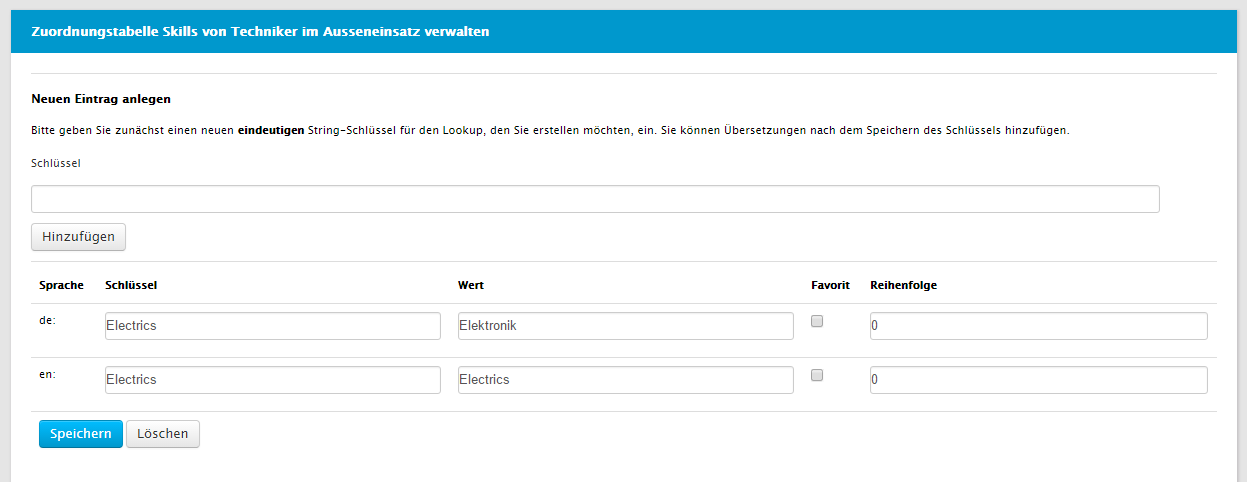 Zuordnungstabelle Skills von Techniker im Ausseneinsatz verwalten
Neuen Eintrag anlegen
Bitte geben Sie zunächst einen neuen eindeutigen String-Schlüssel für den Lookup, den Sie erstellen möchten, ein. Sie können Übersetzungen nach dem Speichern des Schlüssels hinzufügen.
Schlüssel
Hinzufügen
Sprache Schlüssel Wert Favorit Reihenfolge
de: Electrics Elektronik 0
en: Electrics Electrics 0
Speichern Löschen